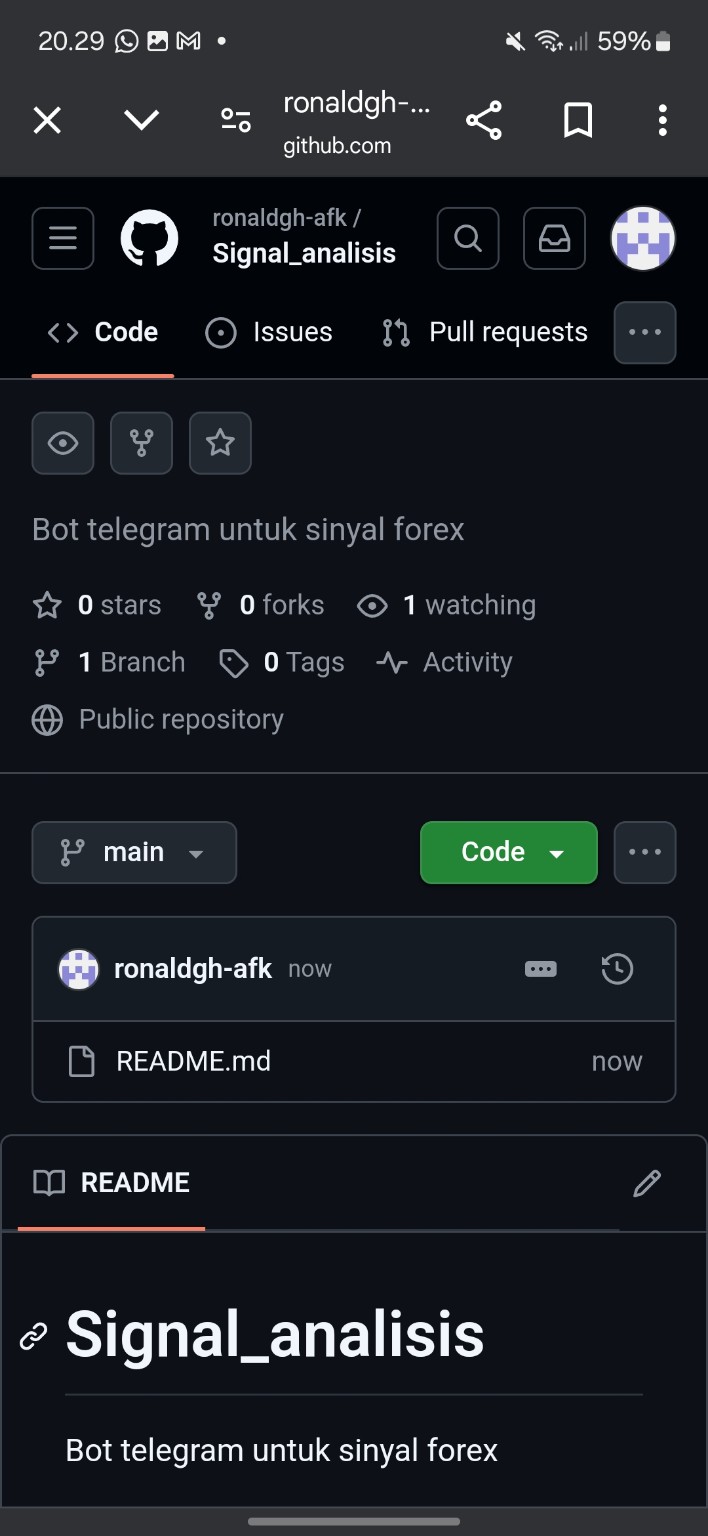 20.29 59%
ronaldgh-...
github.com
ronaldgh-afk /
Signal_analisis
Code Issues Pull requests
Bot telegram untuk sinyal forex
0 stars 0 forks 1 watching
1 Branch 0 Tags Activity
Public repository
main Code
ronaldgh-afk now
README.md now
README
Signal_analisis
Bot telegram untuk sinyal forex